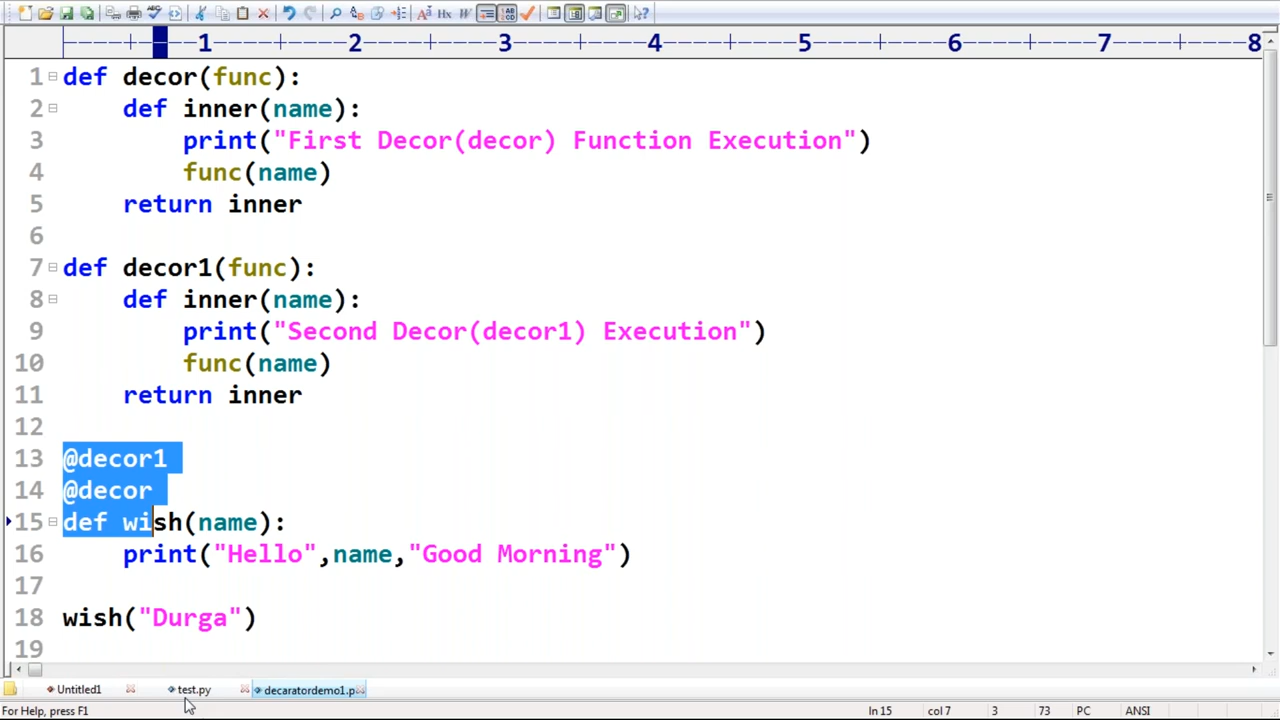 ----+----1----+----2----+----3----+----4----+----5----+----6----+----7----+----8
1 def decor(func):
2     def inner(name):
3         print("First Decor(decor) Function Execution")
4         func(name)
5     return inner
6
7 def decor1(func):
8     def inner(name):
9         print("Second Decor(decor1) Execution")
10         func(name)
11     return inner
12
13 @decor1
14 @decor
15 def wish(name):
16     print("Hello",name,"Good Morning")
17
18 wish("Durga")
19
Untitled1 test.py decaratordemo1.p
For Help, press F1 ln 15 col 7 3 73 PC ANSI